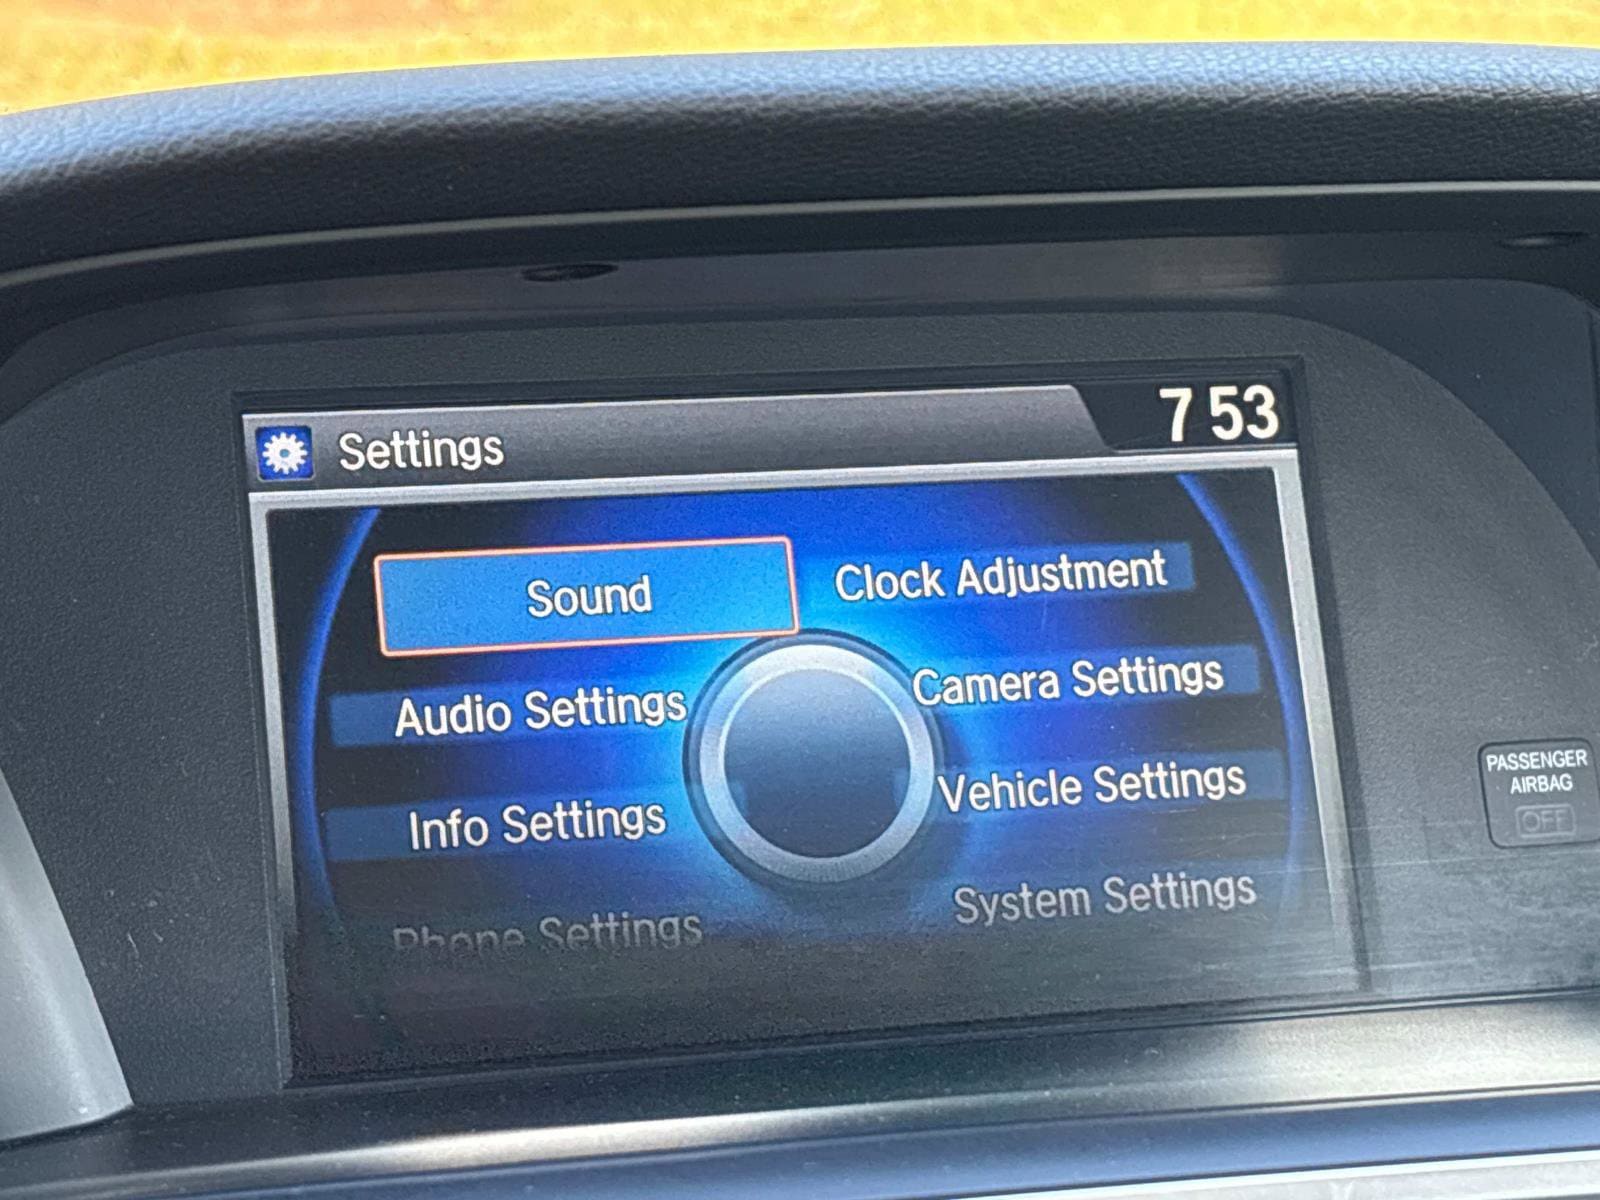 Settings
7 53
Sound
Clock Adjustment
Audio Settings
Camera Settings
Info Settings
Vehicle Settings
Phone Settings
System Settings
PASSENGER
AIRBAG
OFF